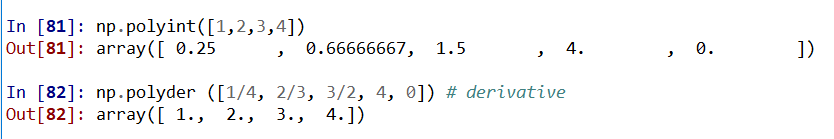 In [81]: np.polyint([1,2,3,4])
Out[81]: array([ 0.25      ,  0.66666667,  1.5       ,  4.        ,  0.        ])
In [82]: np.polyder ([1/4, 2/3, 3/2, 4, 0]) # derivative
Out[82]: array([ 1.,  2.,  3.,  4.])